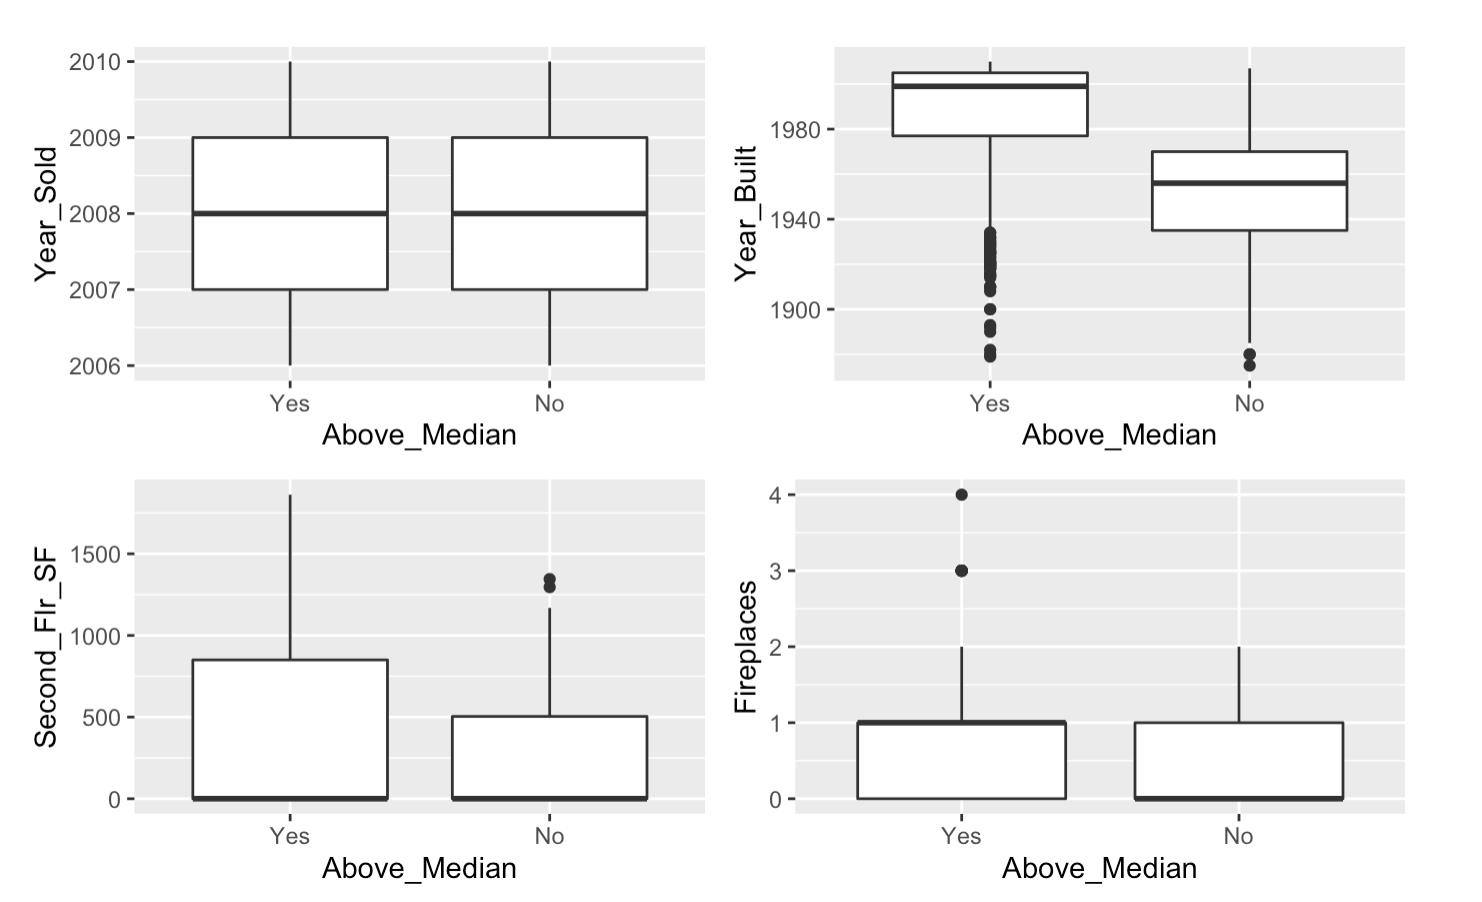 Year_Sold
2010
2009
2008
2007
2006
Yes No
Above_Median
Year_Built
1980
1940
1900
Yes No
Above_Median
Second_Flr_SF
1500
1000
500
0
Yes No
Above_Median
Fireplaces
4
3
2
1
0
Yes No
Above_Median